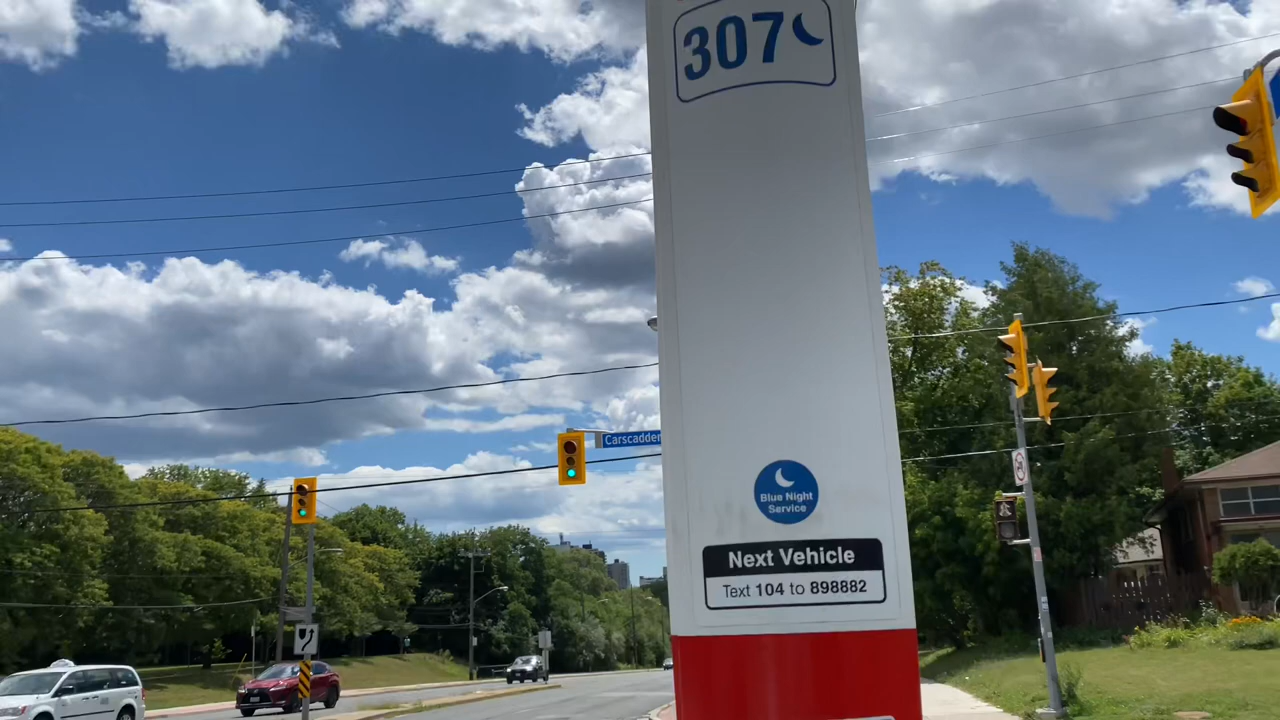 307
Carscadden
Blue Night
Service
Next Vehicle
Text 104 to 898882